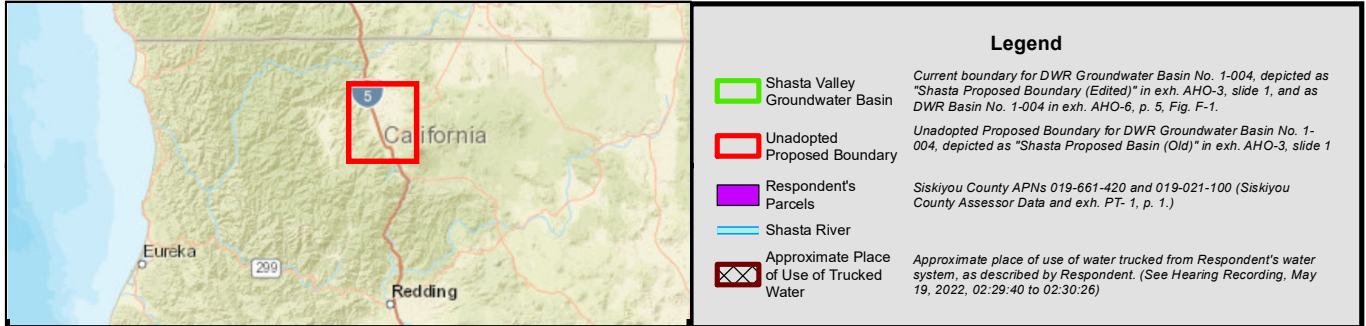 5
California
Eureka
299
Redding
Legend
Shasta Valley
Groundwater Basin
Current boundary for DWR Groundwater Basin No. 1-004, depicted as
"Shasta Proposed Boundary (Edited)" in exh. AHO-3, slide 1, and as
DWR Basin No. 1-004 in exh. AHO-6, p. 5, Fig. F-1.
Unadopted
Proposed Boundary
Unadopted Proposed Boundary for DWR Groundwater Basin No. 1-
004, depicted as "Shasta Proposed Basin (Old)" in exh. AHO-3, slide 1
Respondent's
Parcels
Siskiyou County APNs 019-661-420 and 019-021-100 (Siskiyou
County Assessor Data and exh. PT- 1, p. 1.)
Shasta River
Approximate Place
of Use of Trucked
Water
Approximate place of use of water trucked from Respondent's water
system, as described by Respondent. (See Hearing Recording, May
19, 2022, 02:29:40 to 02:30:26)